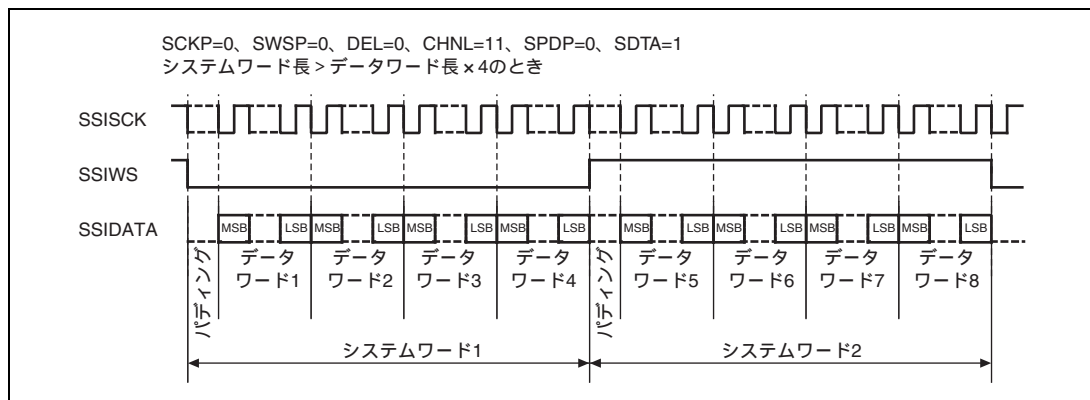 SCKP=0、SWSP=0、DEL=0、CHNL=11、SPDP=0、SDTA=1
システムワード長 > データワード長×4のとき
SSISCK
SSIWS
SSIDATA
MSB LSB MSB LSB MSB LSB MSB LSB MSB LSB MSB LSB MSB LSB MSB LSB
パディング
データ
ワード1
データ
ワード2
データ
ワード3
データ
ワード4
パディング
データ
ワード5
データ
ワード6
データ
ワード7
データ
ワード8
システムワード1
システムワード2